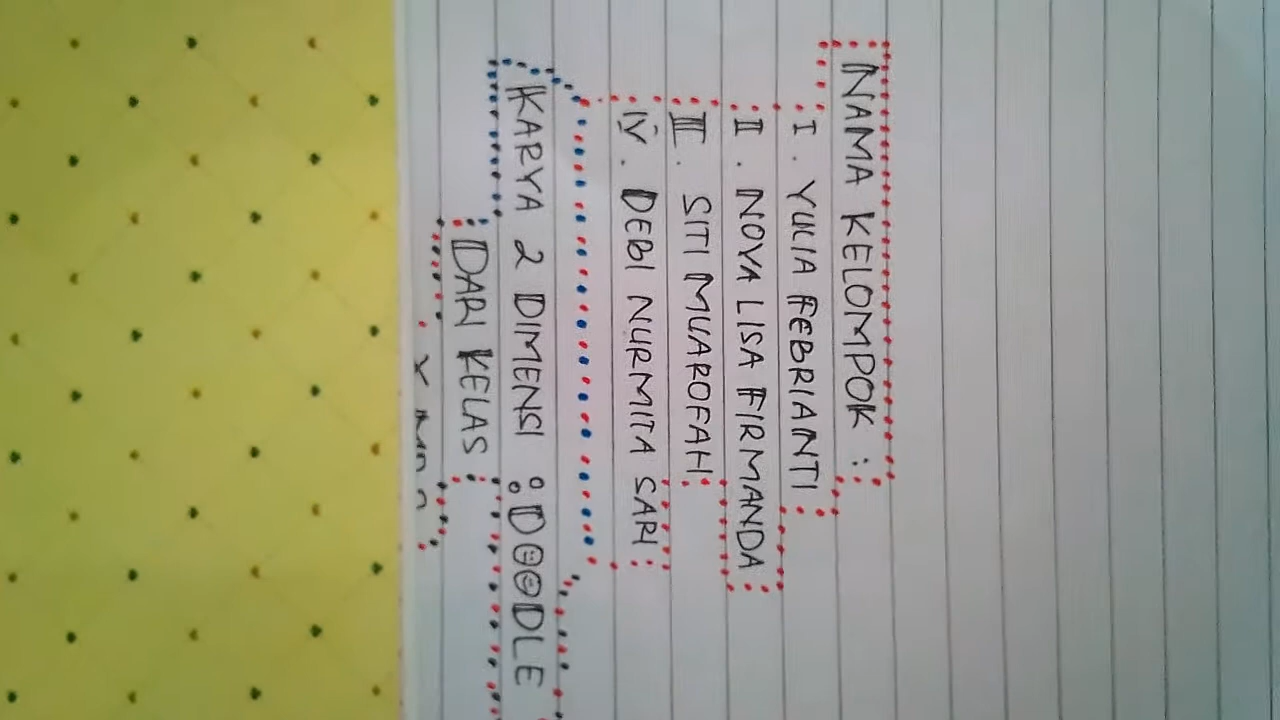 NAMA KELOMPOK :
I . YULIA FEBRIANTI
II . NOVA LISA FIRMANDA
III . SITI MUAROFAH
IV . DEBI NURMITA SARI
KARYA 2 DIMENSI : DOODLE
DARI KELAS